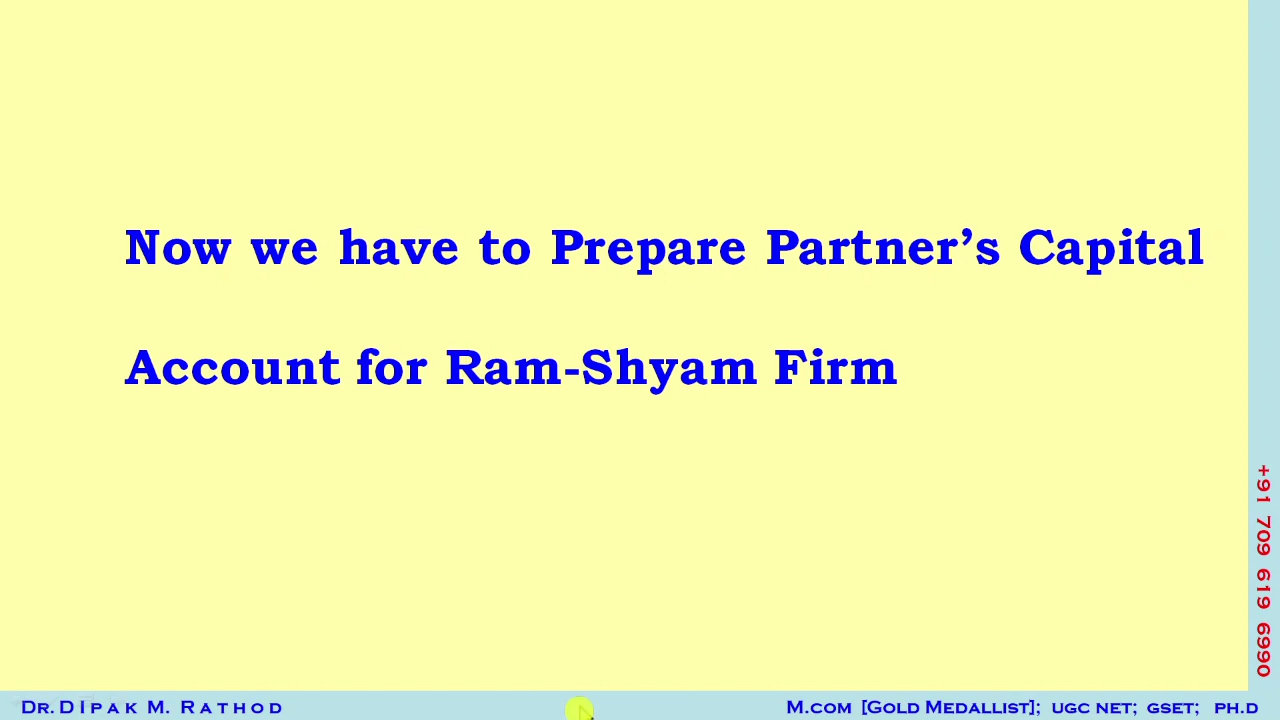 Now we have to Prepare Partner’s Capital
Account for Ram-Shyam Firm
+91 709 619 6990
Dr. Dipak M. Rathod
M.com [Gold Medallist]; UGC NET; GSET; Ph.D